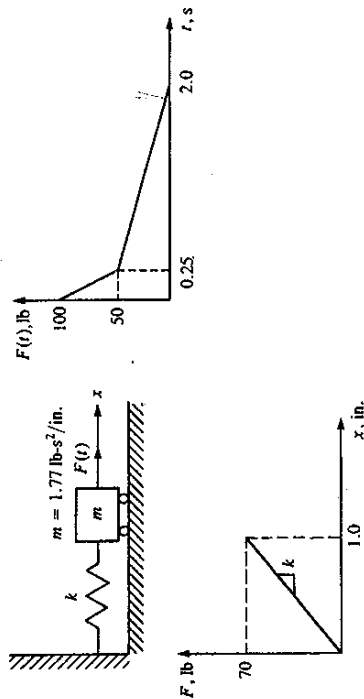 m = 1.77 lb-s²/in.
k
m
F(t)
x
F, lb
70
k
1.0
x, in.
F(t), lb
100
50
0.25
2.0
t, s